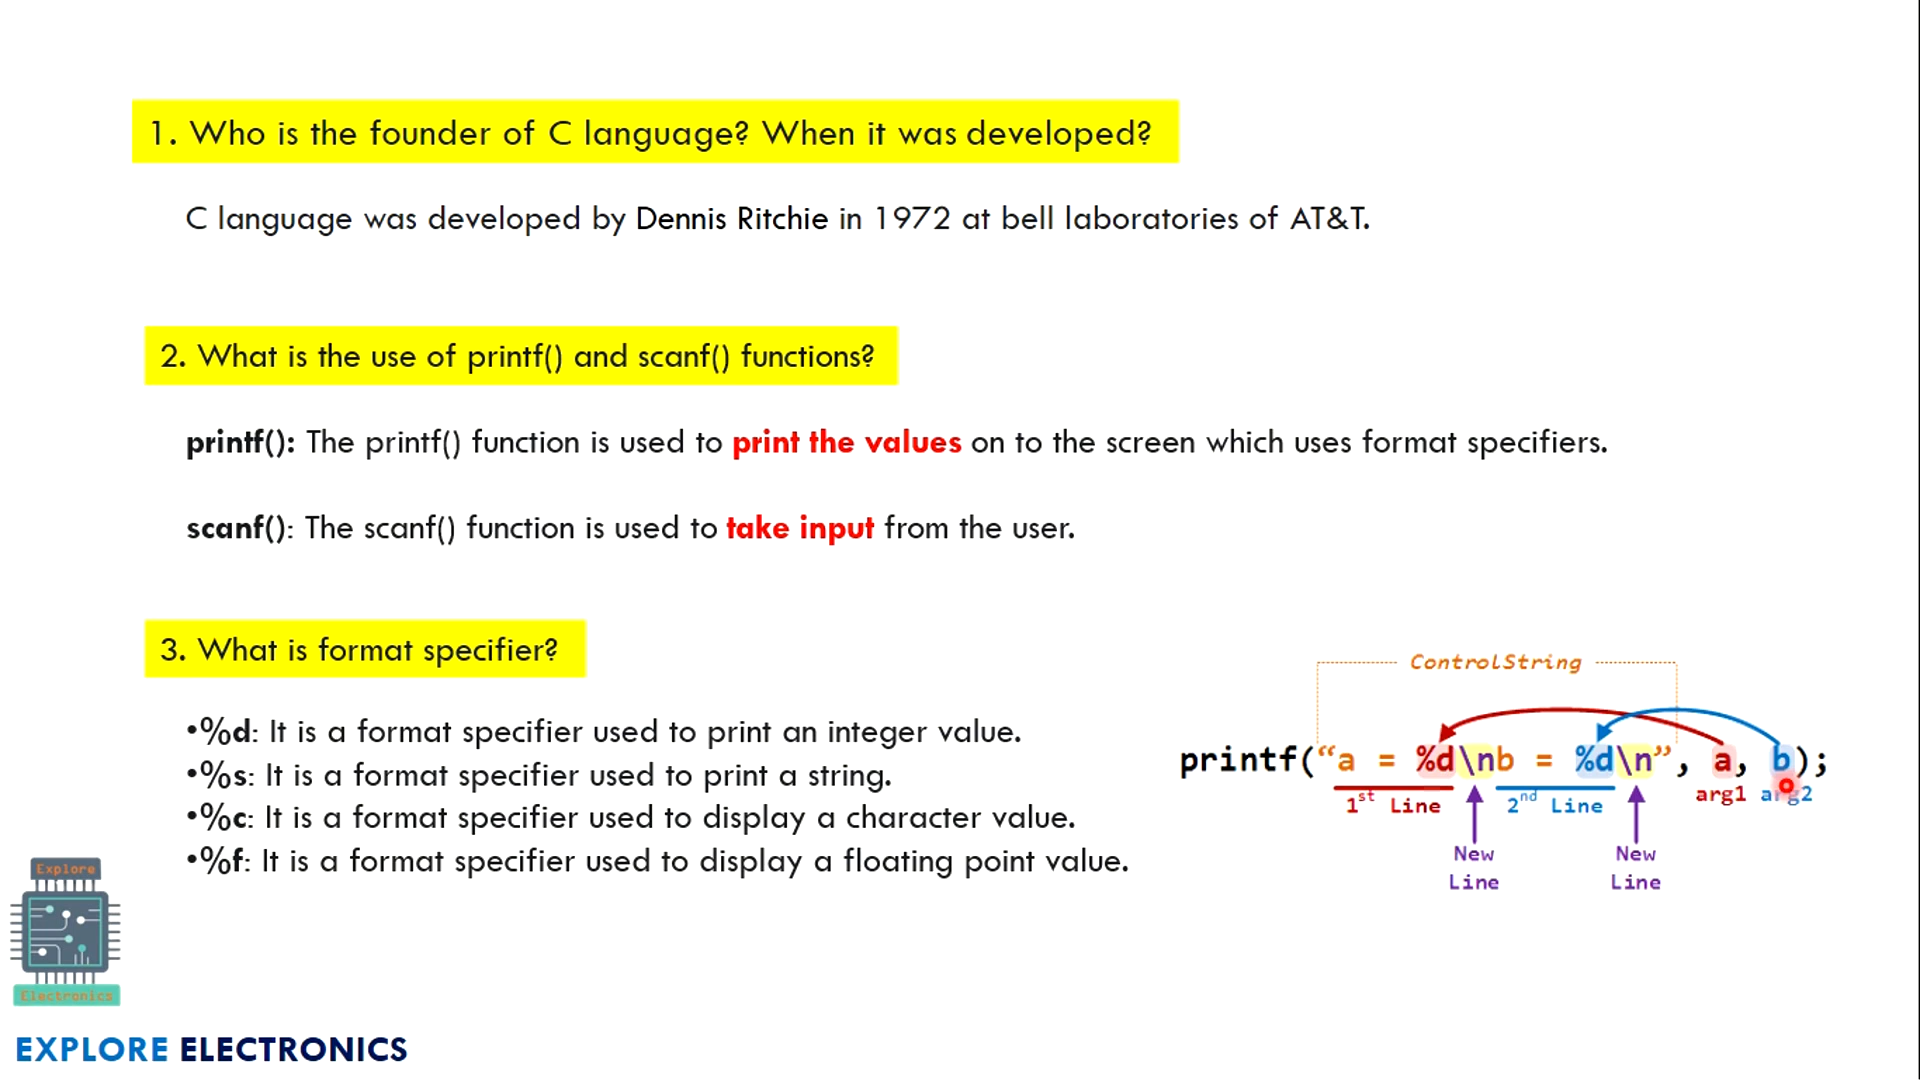 1. Who is the founder of C language? When it was developed?
C language was developed by Dennis Ritchie in 1972 at bell laboratories of AT&T.
2. What is the use of printf() and scanf() functions?
printf(): The printf() function is used to print the values on to the screen which uses format specifiers.
scanf(): The scanf() function is used to take input from the user.
3. What is format specifier?
•%d: It is a format specifier used to print an integer value.
•%s: It is a format specifier used to print a string.
•%c: It is a format specifier used to display a character value.
•%f: It is a format specifier used to display a floating point value.
ControlString
printf(“a = %d\nb = %d\n”, a, b);
1st Line 2nd Line arg1 arg2
New New
Line Line
Explore
Electronics
EXPLORE ELECTRONICS